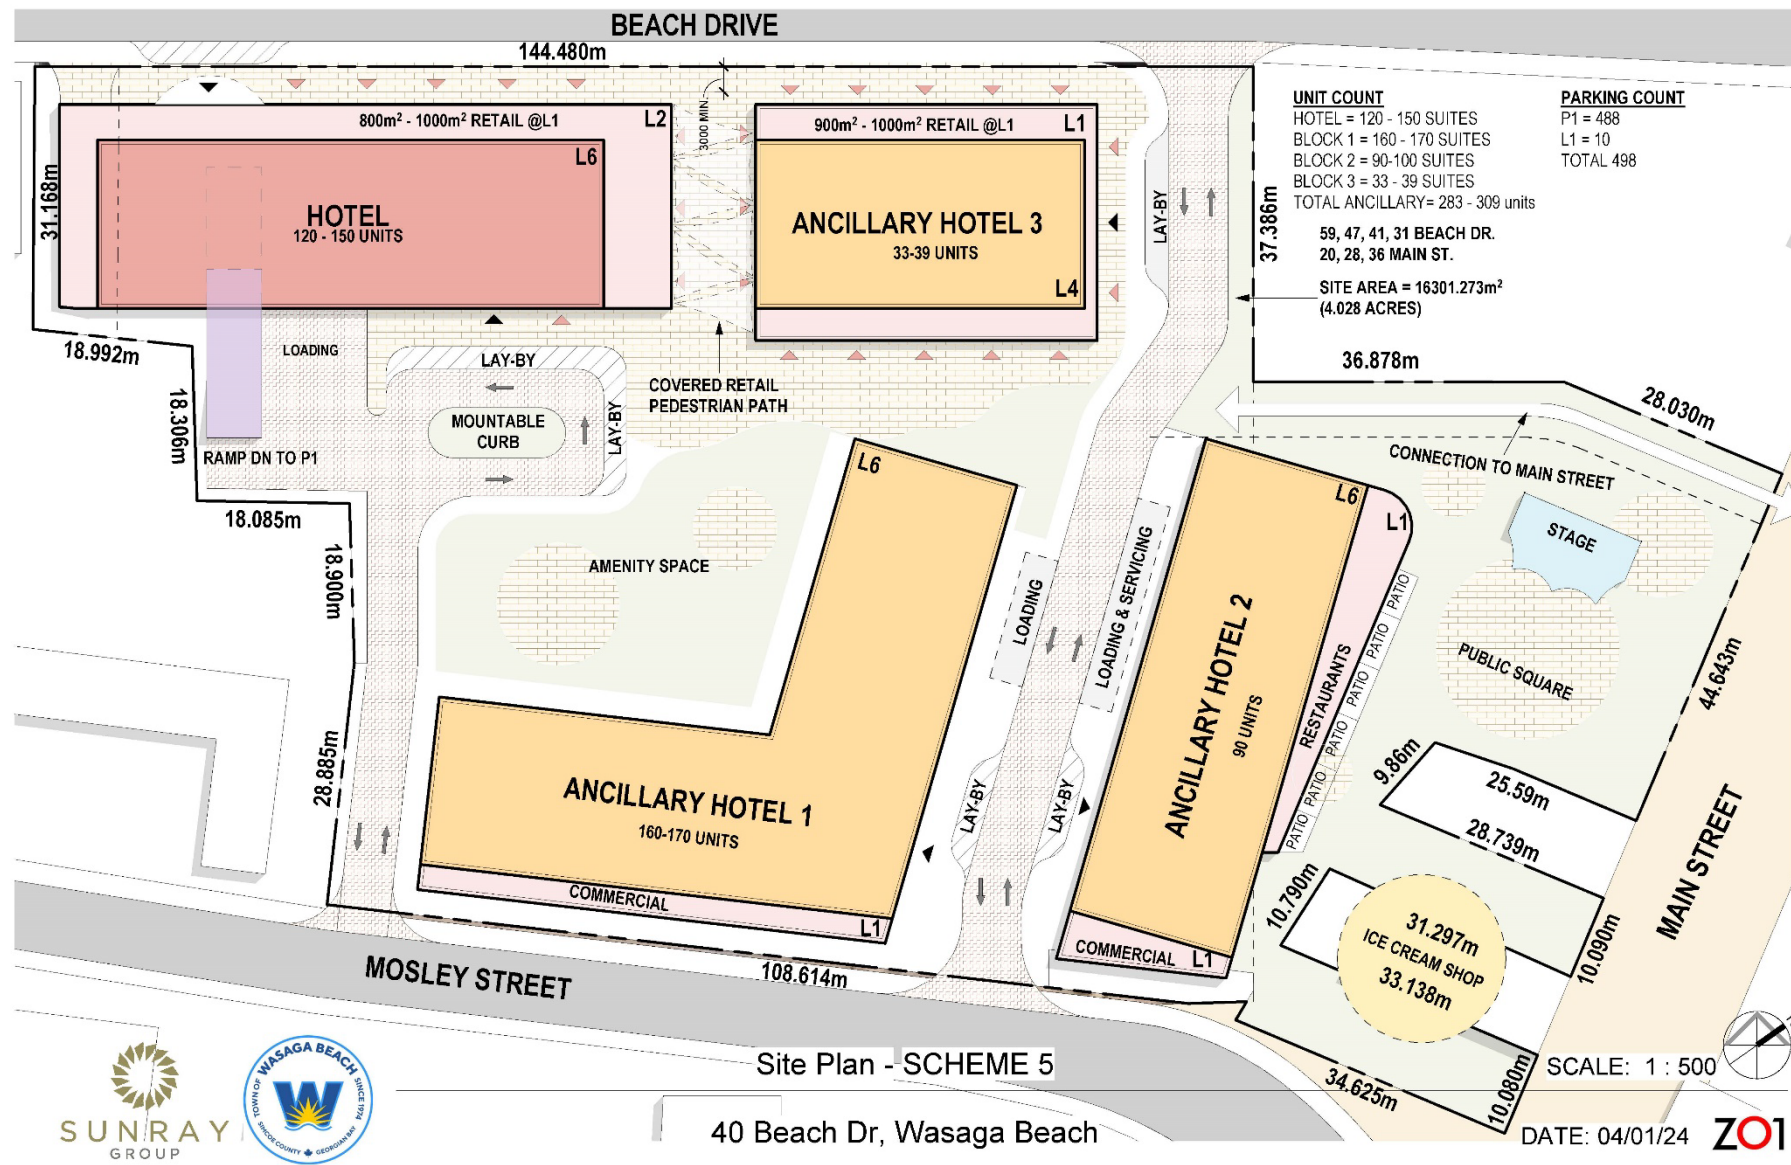 BEACH DRIVE
144.480m
UNIT COUNT
HOTEL = 120 - 150 SUITES
BLOCK 1 = 160 - 170 SUITES
BLOCK 2 = 90-100 SUITES
BLOCK 3 = 33 - 39 SUITES
TOTAL ANCILLARY= 283 - 309 units
PARKING COUNT
P1 = 488
L1 = 10
TOTAL 498
59, 47, 41, 31 BEACH DR.
20, 28, 36 MAIN ST.
SITE AREA = 16301.273m²
(4.028 ACRES)
800m² - 1000m² RETAIL @L1
L2
L6
HOTEL
120 - 150 UNITS
31.168m
3000 MIN.
900m² - 1000m² RETAIL @L1
L1
ANCILLARY HOTEL 3
33-39 UNITS
L4
LAY-BY
37.386m
18.992m
LOADING
LAY-BY
COVERED RETAIL
PEDESTRIAN PATH
36.878m
28.030m
18.306m
MOUNTABLE
CURB
LAY-BY
RAMP DN TO P1
18.085m
CONNECTION TO MAIN STREET
L6
L6
L1
STAGE
18.900m
AMENITY SPACE
LOADING
LOADING & SERVICING
ANCILLARY HOTEL 2
90 UNITS
RESTAURANTS
PATIO
PATIO
PATIO
PATIO
PATIO
PATIO
PUBLIC SQUARE
44.643m
28.885m
ANCILLARY HOTEL 1
160-170 UNITS
LAY-BY
LAY-BY
9.86m
25.59m
28.739m
MAIN STREET
COMMERCIAL
L1
COMMERCIAL
L1
10.790m
31.297m
ICE CREAM SHOP
33.138m
10.090m
MOSLEY STREET
108.614m
34.625m
10.080m
Site Plan - SCHEME 5
SCALE: 1 : 500
40 Beach Dr, Wasaga Beach
DATE: 04/01/24
ZO1
SUNRAY
GROUP
TOWN OF WASAGA BEACH SINCE 1974
W
SIMCOE COUNTY GEORGIAN BAY